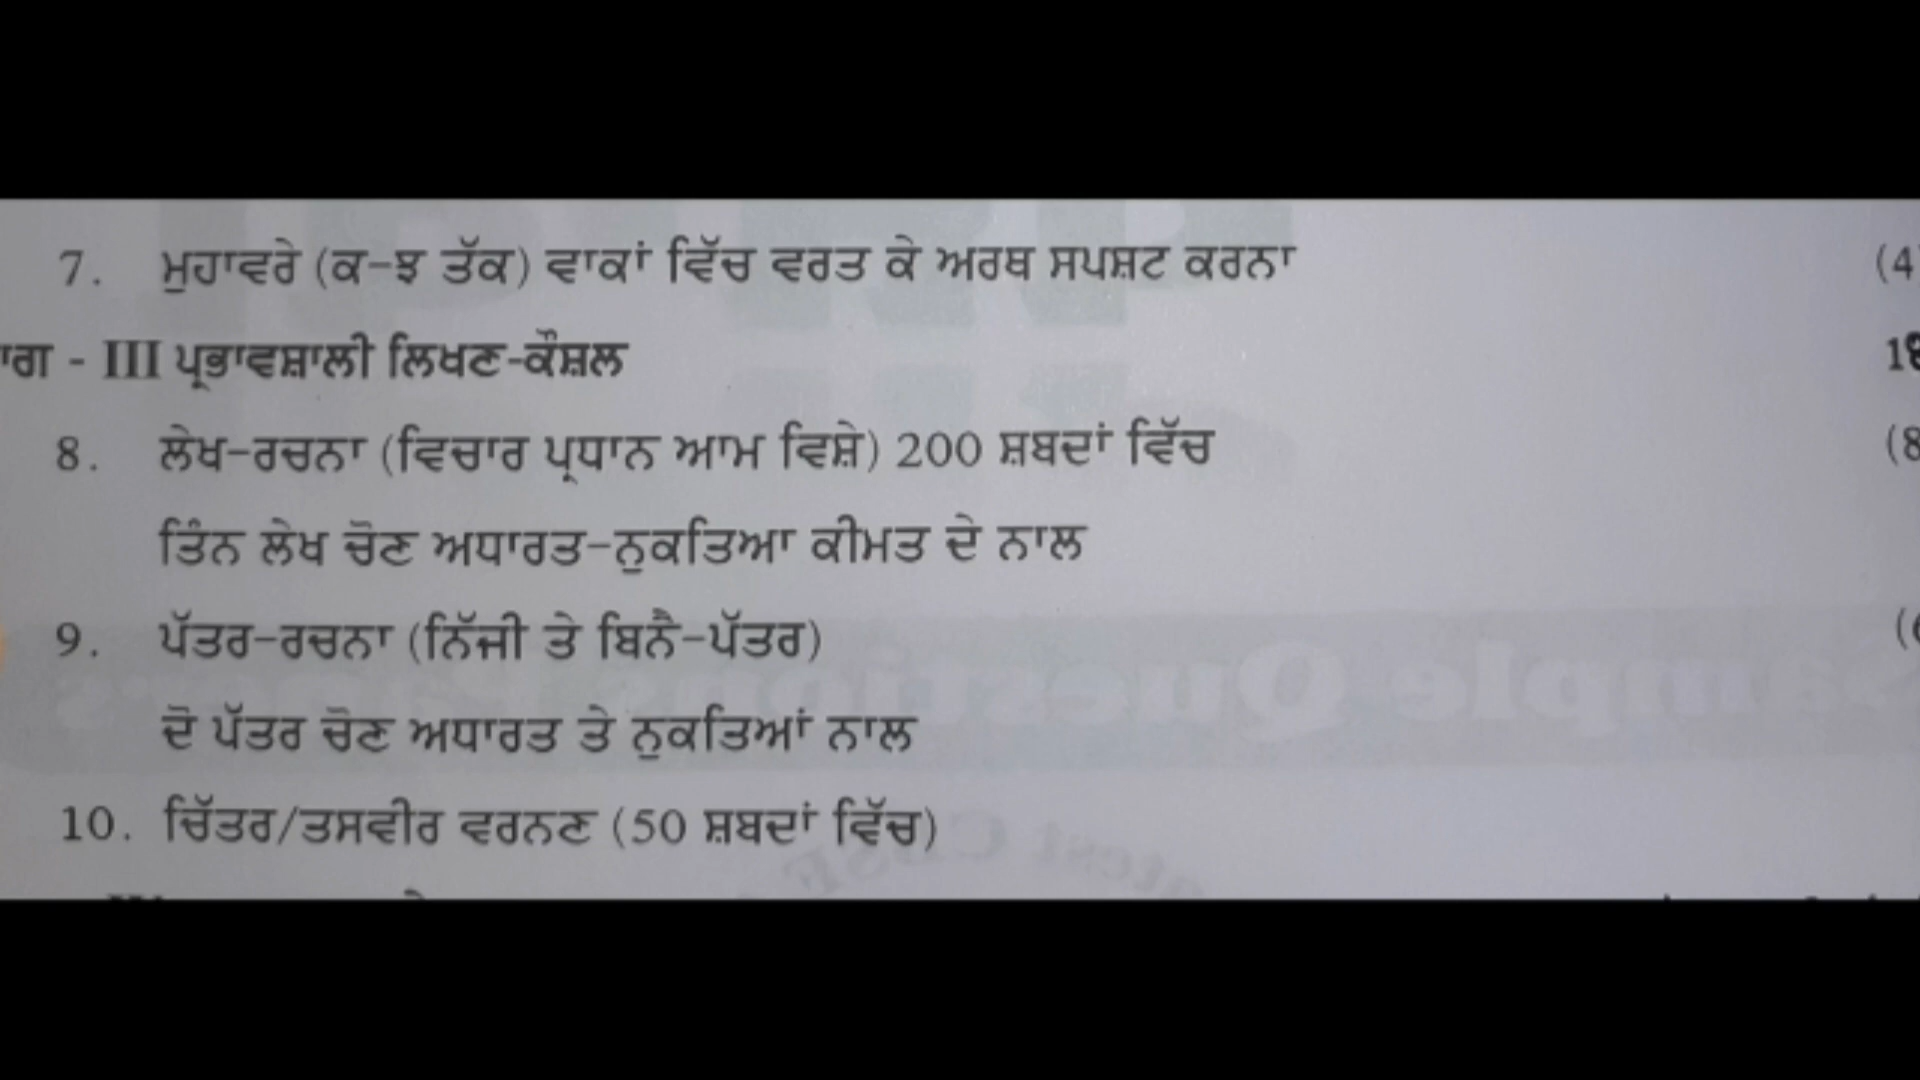 7. ਮੁਹਾਵਰੇ (ਕ-ਝ ਤੱਕ) ਵਾਕਾਂ ਵਿੱਚ ਵਰਤ ਕੇ ਅਰਥ ਸਪਸ਼ਟ ਕਰਨਾ (4
ਾਗ - III ਪ੍ਰਭਾਵਸ਼ਾਲੀ ਲਿਖਣ-ਕੌਸ਼ਲ
8. ਲੇਖ-ਰਚਨਾ (ਵਿਚਾਰ ਪ੍ਰਧਾਨ ਆਮ ਵਿਸ਼ੇ) 200 ਸ਼ਬਦਾਂ ਵਿੱਚ (8
ਤਿੰਨ ਲੇਖ ਚੋਣ ਅਧਾਰਤ-ਨੁਕਤਿਆ ਕੀਮਤ ਦੇ ਨਾਲ
9. ਪੱਤਰ-ਰਚਨਾ (ਨਿੱਜੀ ਤੇ ਬਿਨੈ-ਪੱਤਰ)
ਦੋ ਪੱਤਰ ਚੋਣ ਅਧਾਰਤ ਤੇ ਨੁਕਤਿਆਂ ਨਾਲ
10. ਚਿੱਤਰ/ਤਸਵੀਰ ਵਰਨਣ (50 ਸ਼ਬਦਾਂ ਵਿੱਚ)